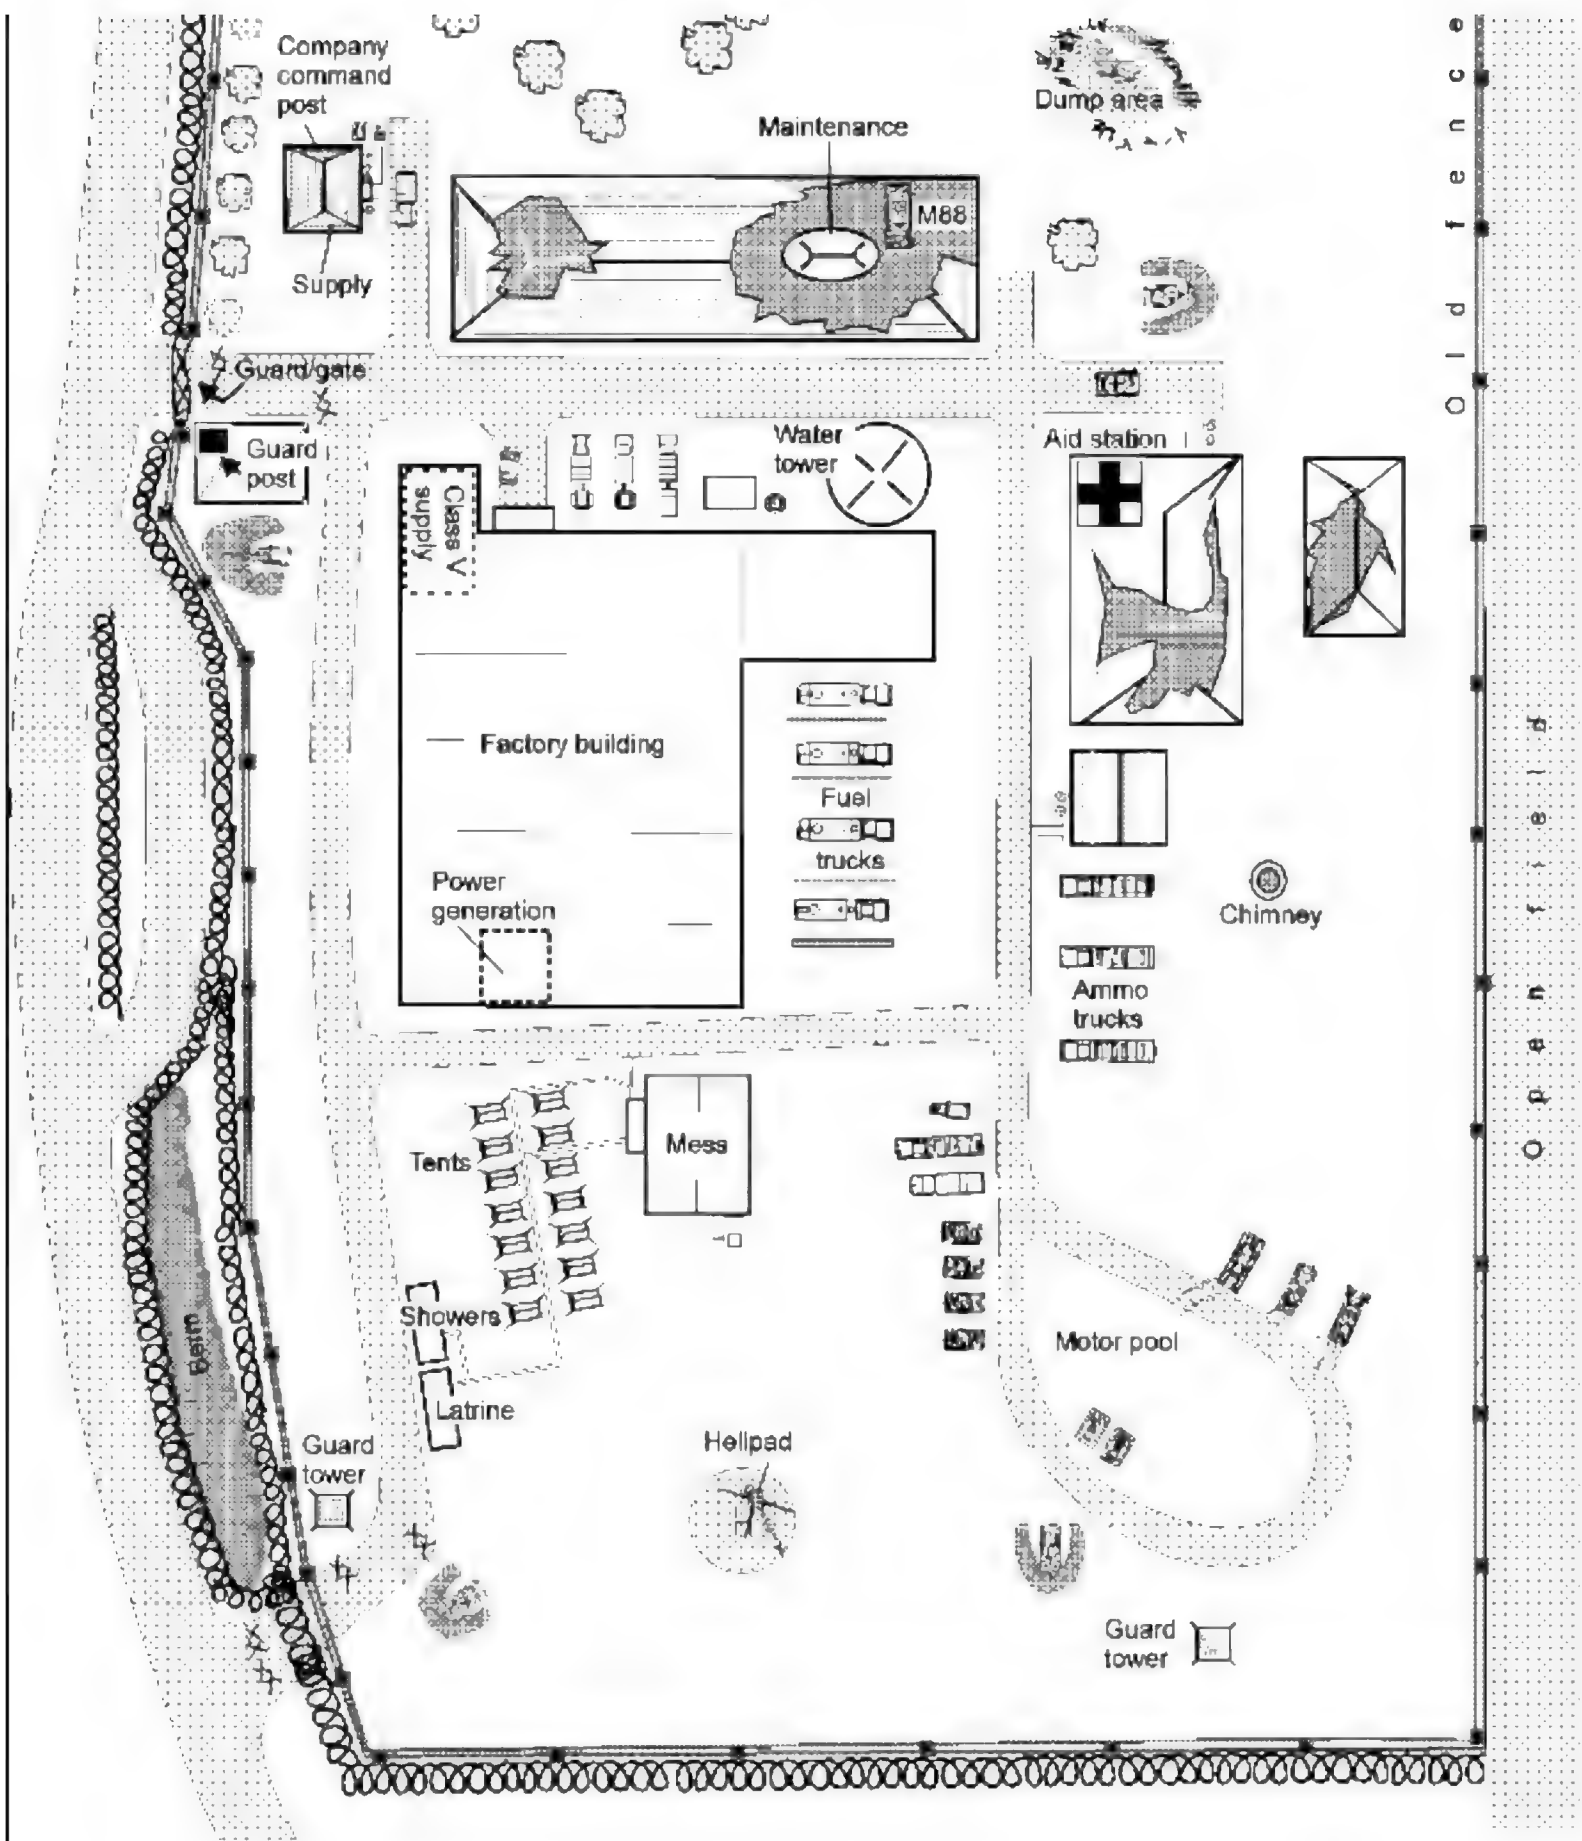 Company
command
post
Supply
Maintenance
M88
Dump area
Old fence
Guard/gate
Guard
post
Class V
supply
Water
tower
Aid station
Factory building
Fuel
trucks
Power
generation
Chimney
Ammo
trucks
Open field
Tents
Mess
Showers
Latrine
Berm
Motor pool
Guard
tower
Helipad
Guard
tower